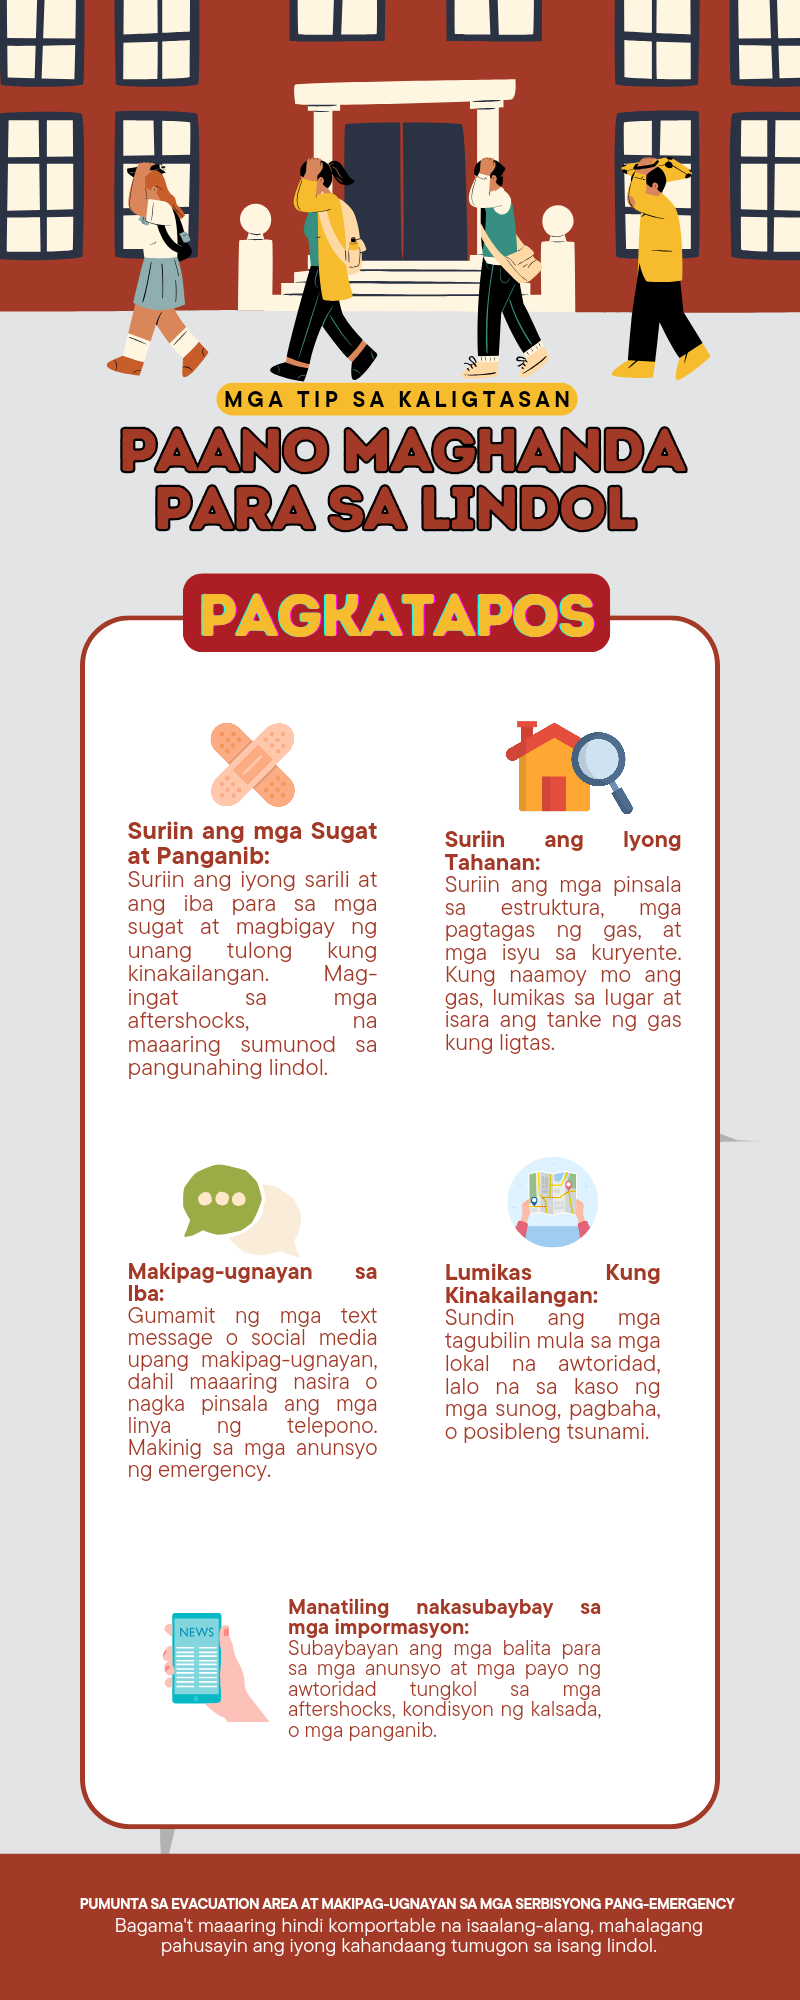 MGA TIP SA KALIGTASAN
PAANO MAGHANDA
PARA SA LINDOL
PAGKATAPOS
Suriin ang mga Sugat
at Panganib:
Suriin ang iyong sarili at
ang iba para sa mga
sugat at magbigay ng
unang tulong kung
kinakailangan. Mag-
ingat sa mga
aftershocks, na
maaaring sumunod sa
pangunahing lindol.
Suriin ang Iyong
Tahanan:
Suriin ang mga pinsala
sa estruktura, mga
pagtagas ng gas, at
mga isyu sa kuryente.
Kung naamoy mo ang
gas, lumikas sa lugar at
isara ang tanke ng gas
kung ligtas.
Makipag-ugnayan sa
Iba:
Gumamit ng mga text
message o social media
upang makipag-ugnayan,
dahil maaaring nasira o
nagka pinsala ang mga
linya ng telepono.
Makinig sa mga anunsyo
ng emergency.
Lumikas Kung
Kinakailangan:
Sundin ang mga
tagubilin mula sa mga
lokal na awtoridad,
lalo na sa kaso ng
mga sunog, pagbaha,
o posibleng tsunami.
NEWS
Manatiling nakasubaybay sa
mga impormasyon:
Subaybayan ang mga balita para
sa mga anunsyo at mga payo ng
awtoridad tungkol sa mga
aftershocks, kondisyon ng kalsada,
o mga panganib.
PUMUNTA SA EVACUATION AREA AT MAKIPAG-UGNAYAN SA MGA SERBISYONG PANG-EMERGENCY
Bagama't maaaring hindi komportable na isaalang-alang, mahalagang
pahusayin ang iyong kahandaang tumugon sa isang lindol.